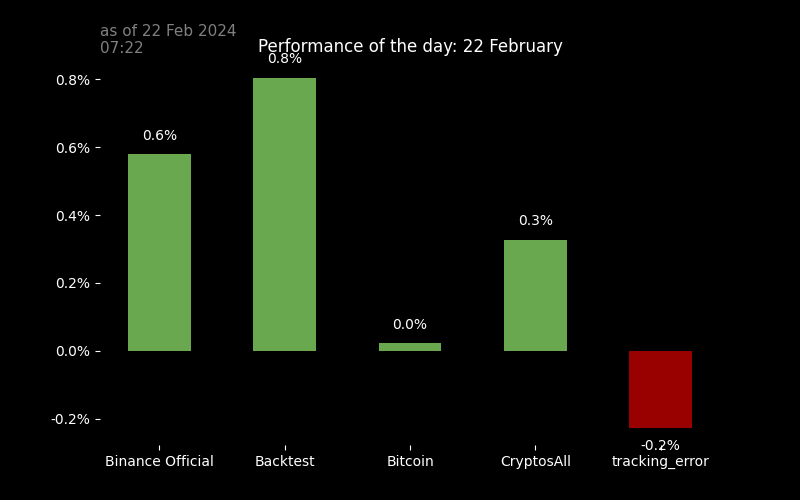 as of 22 Feb 2024
07:22
Performance of the day: 22 February
0.8%
0.6%
0.4%
0.2%
0.0%
-0.2%
0.6%
0.8%
0.0%
0.3%
-0.2%
Binance Official
Backtest
Bitcoin
CryptosAll
tracking_error